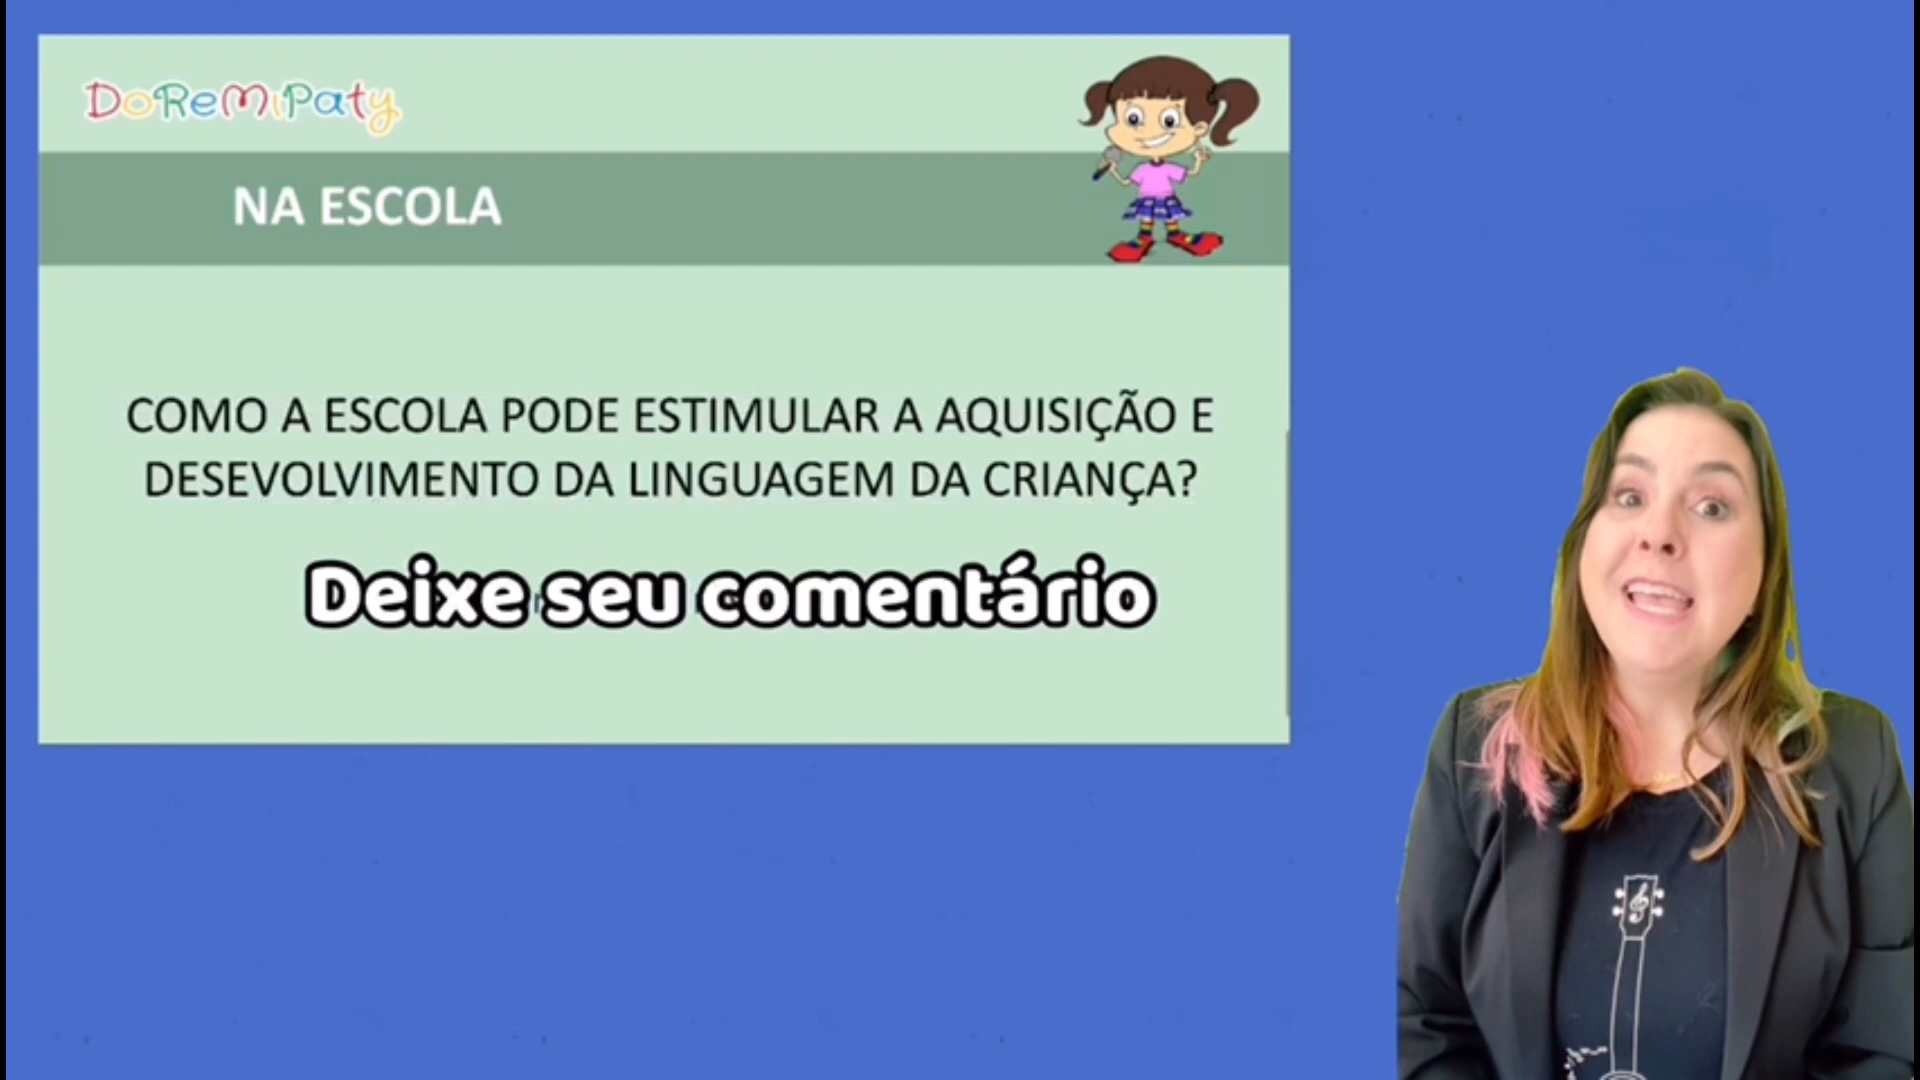 DoReMiPaty
NA ESCOLA
COMO A ESCOLA PODE ESTIMULAR A AQUISIÇÃO E
DESEVOLVIMENTO DA LINGUAGEM DA CRIANÇA?
Deixe seu comentário